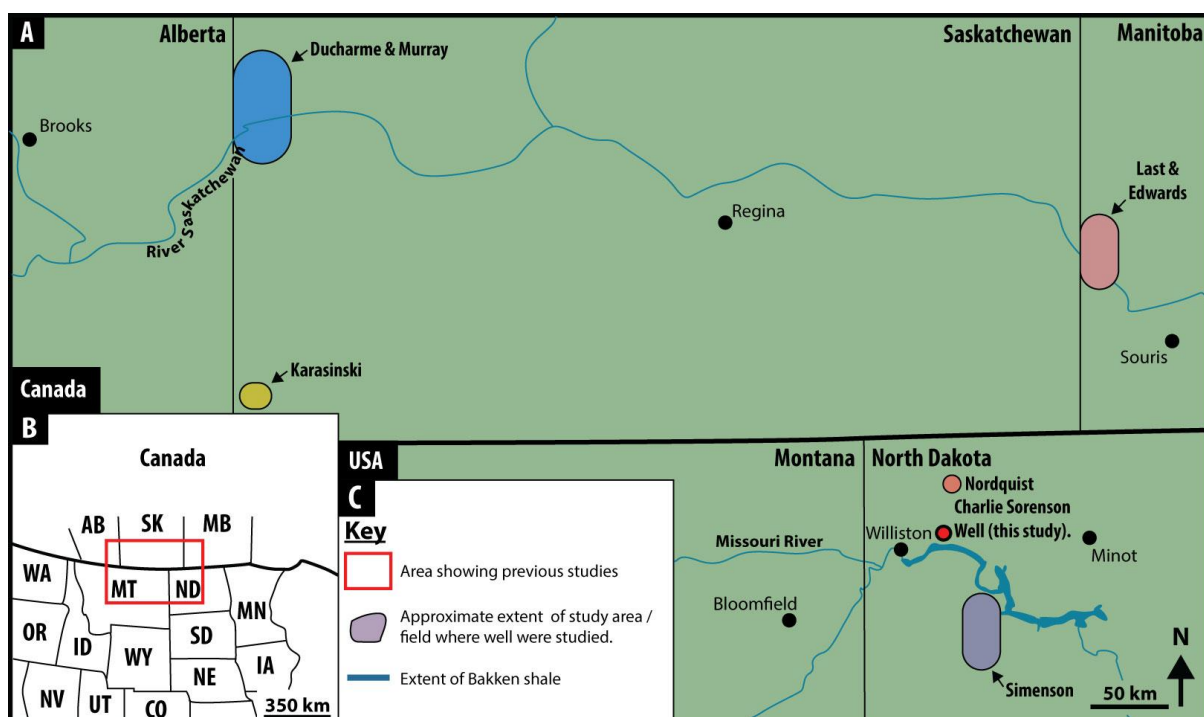 A
Alberta
Saskatchewan
Manitoba
Ducharme & Murray
Brooks
River Saskatchewan
Regina
Last &
Edwards
Souris
Karasinski
Canada
B
Canada
AB
SK
MB
WA
MT
ND
MN
OR
ID
SD
WY
IA
NE
NV
UT
CO
350 km
USA
C
Key
Area showing previous studies
Approximate extent of study area /
field where well were studied.
Extent of Bakken shale
Montana
North Dakota
Nordquist
Charlie Sorenson
Well (this study).
Williston
Minot
Missouri River
Bloomfield
Simenson
N
50 km